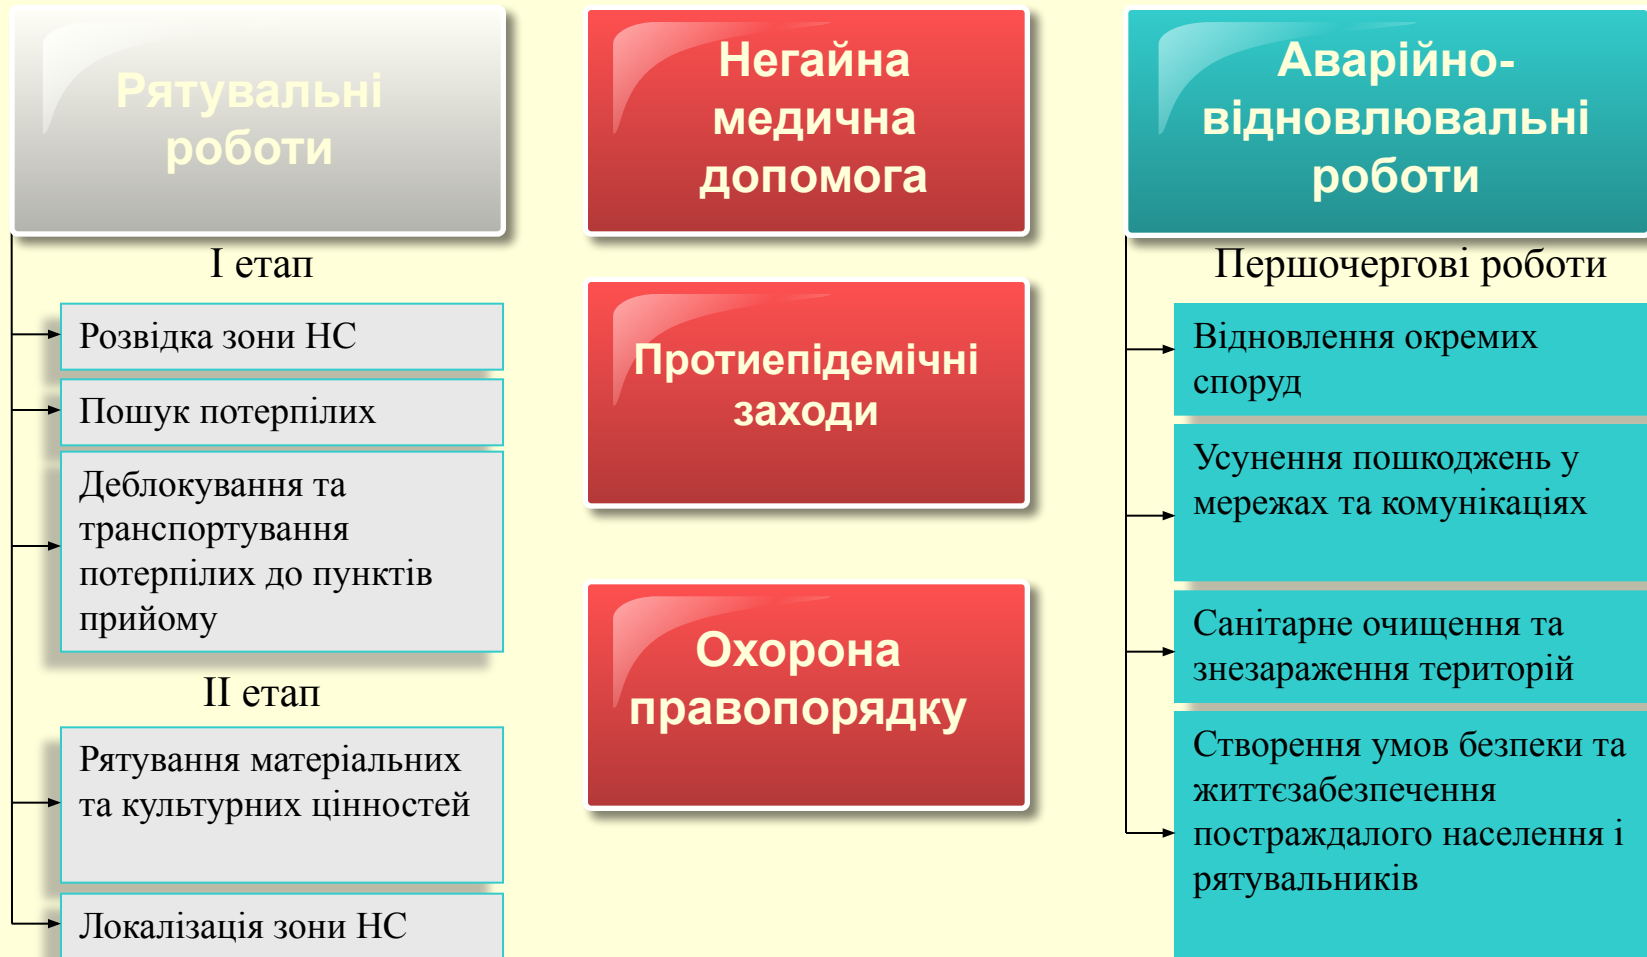 Рятувальні
роботи
І етап
Розвідка зони НС
Пошук потерпілих
Деблокування та
транспортування
потерпілих до пунктів
прийому
ІІ етап
Рятування матеріальних
та культурних цінностей
Локалізація зони НС
Негайна
медична
допомога
Протиепідемічні
заходи
Охорона
правопорядку
Аварійно-
відновлювальні
роботи
Першочергові роботи
Відновлення окремих
споруд
Усунення пошкоджень у
мережах та комунікаціях
Санітарне очищення та
знезараження територій
Створення умов безпеки та
життєзабезпечення
постраждалого населення і
рятувальників